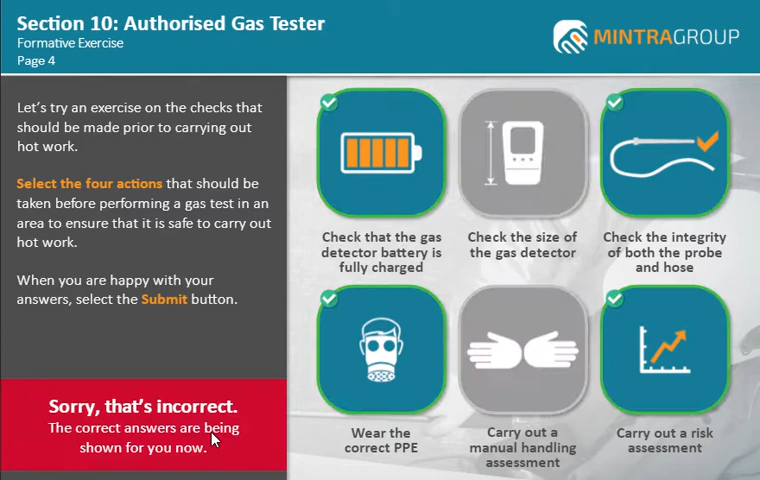 Section 10: Authorised Gas Tester
Formative Exercise
Page 4
MINTRAGROUP
Let's try an exercise on the checks that
should be made prior to carrying out
hot work.
Select the four actions that should be
taken before performing a gas test in an
area to ensure that it is safe to carry out
hot work.
When you are happy with your
answers, select the Submit button.
Sorry, that's incorrect.
The correct answers are being
shown for you now.
Check that the gas
detector battery is
fully charged
Check the size of
the gas detector
Check the integrity
of both the probe
and hose
Wear the
correct PPE
Carry out a
manual handling
assessment
Carry out a risk
assessment